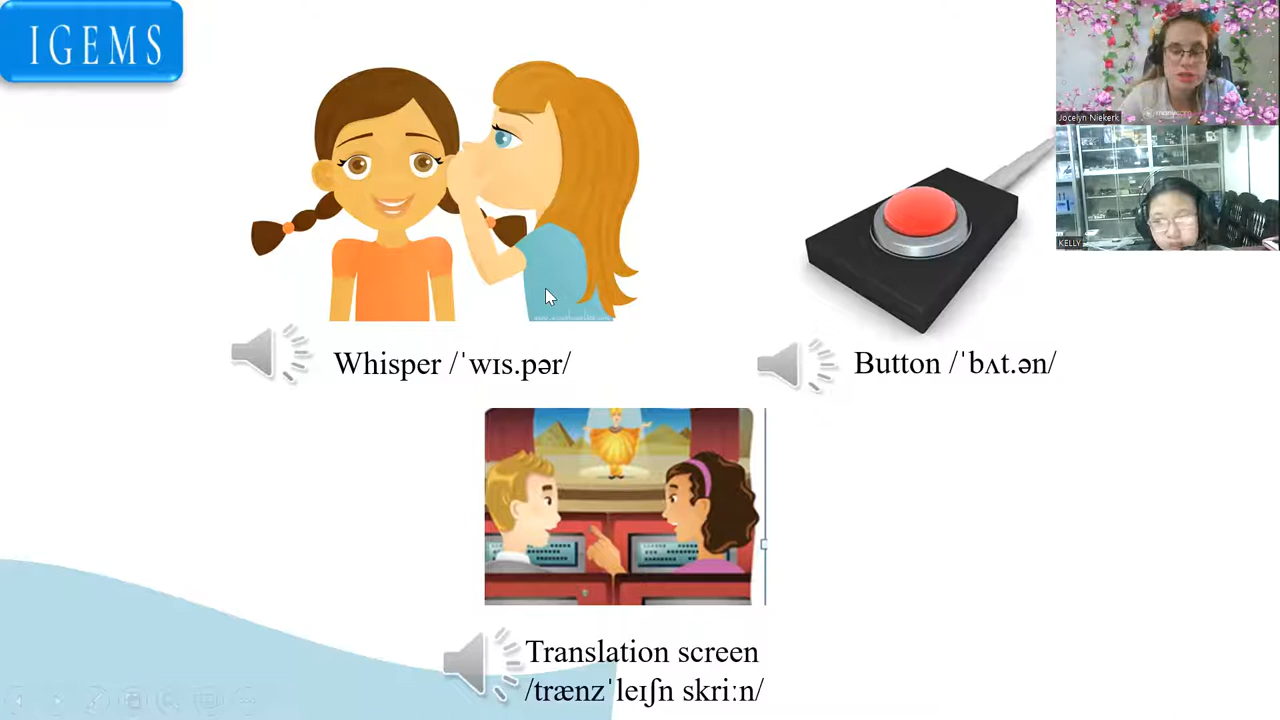 IGEMS
Jocelyn Niekerk
KELLY
Whisper /ˈwɪs.pər/
Button /ˈbʌt.ən/
Translation screen
/trænzˈleɪʃn skriːn/